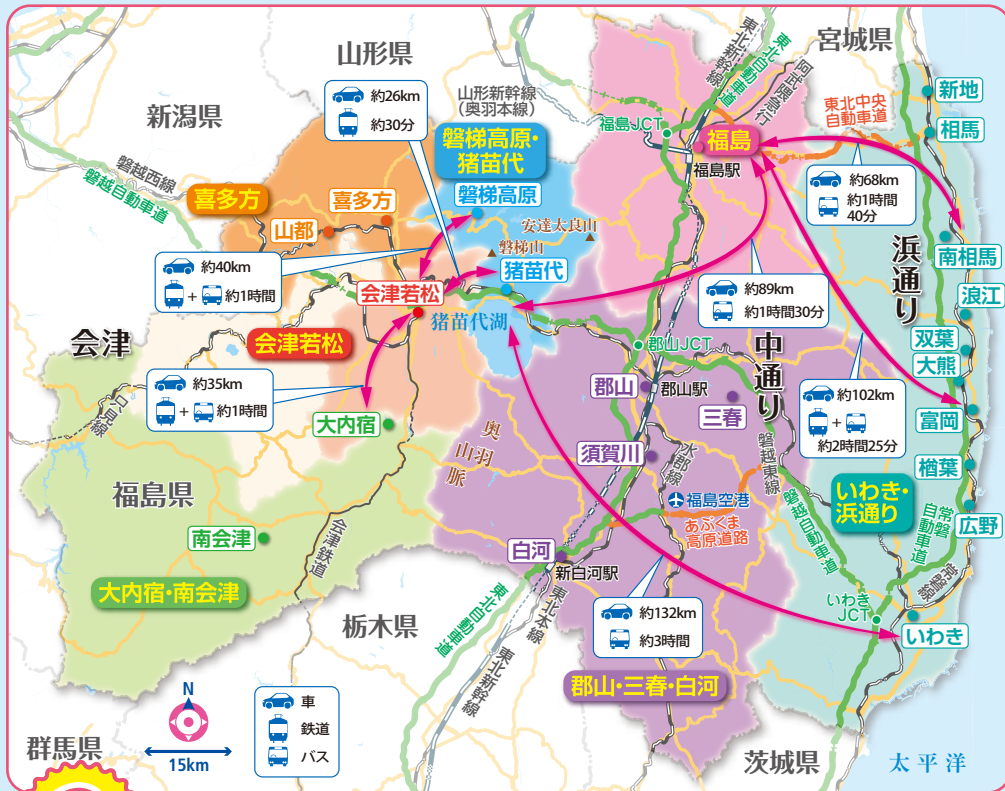 山形県
宮城県
新潟県
山形新幹線
(奥羽本線)
東北新幹線
東北自動車道
阿武隈急行
東北中央
自動車道
新地
相馬
約26km
約30分
磐梯高原・
猪苗代
磐梯高原
福島JCT
福島
福島駅
約68km
約1時間
40分
磐越西線
磐越自動車道
喜多方
喜多方
山都
安達太良山
磐梯山
猪苗代
浜通り
南相馬
約40km
+
約1時間
会津若松
猪苗代湖
約89km
約1時間30分
浪江
双葉
大熊
会津
会津若松
郡山JCT
中通り
郡山
郡山駅
三春
約35km
+
約1時間
約102km
+
約2時間25分
富岡
只見線
大内宿
奥羽山脈
須賀川
水郡線
磐越東線
楢葉
福島県
福島空港
あぶくま
高原道路
いわき・
浜通り
磐越自動車道
常磐
自動車道
広野
南会津
会津鉄道
白河
新白河駅
常磐線
大内宿・南会津
栃木県
東北自動車道
東北本線
東北新幹線
約132km
約3時間
いわき
JCT
いわき
郡山・三春・白河
N
15km
車
鉄道
バス
群馬県
茨城県
太平洋